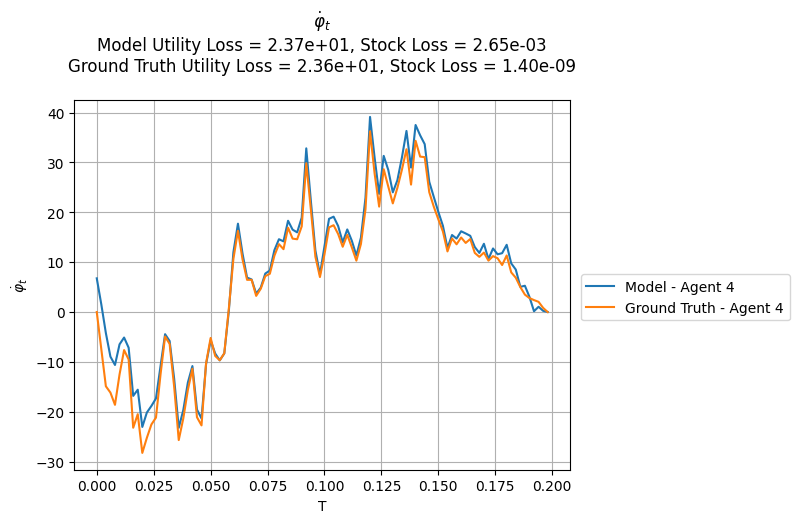 φ̇ₜ
Model Utility Loss = 2.37e+01, Stock Loss = 2.65e-03
Ground Truth Utility Loss = 2.36e+01, Stock Loss = 1.40e-09
40
30
20
10
0
−10
−20
−30
φ̇ₜ
0.000 0.025 0.050 0.075 0.100 0.125 0.150 0.175 0.200
T
Model - Agent 4
Ground Truth - Agent 4